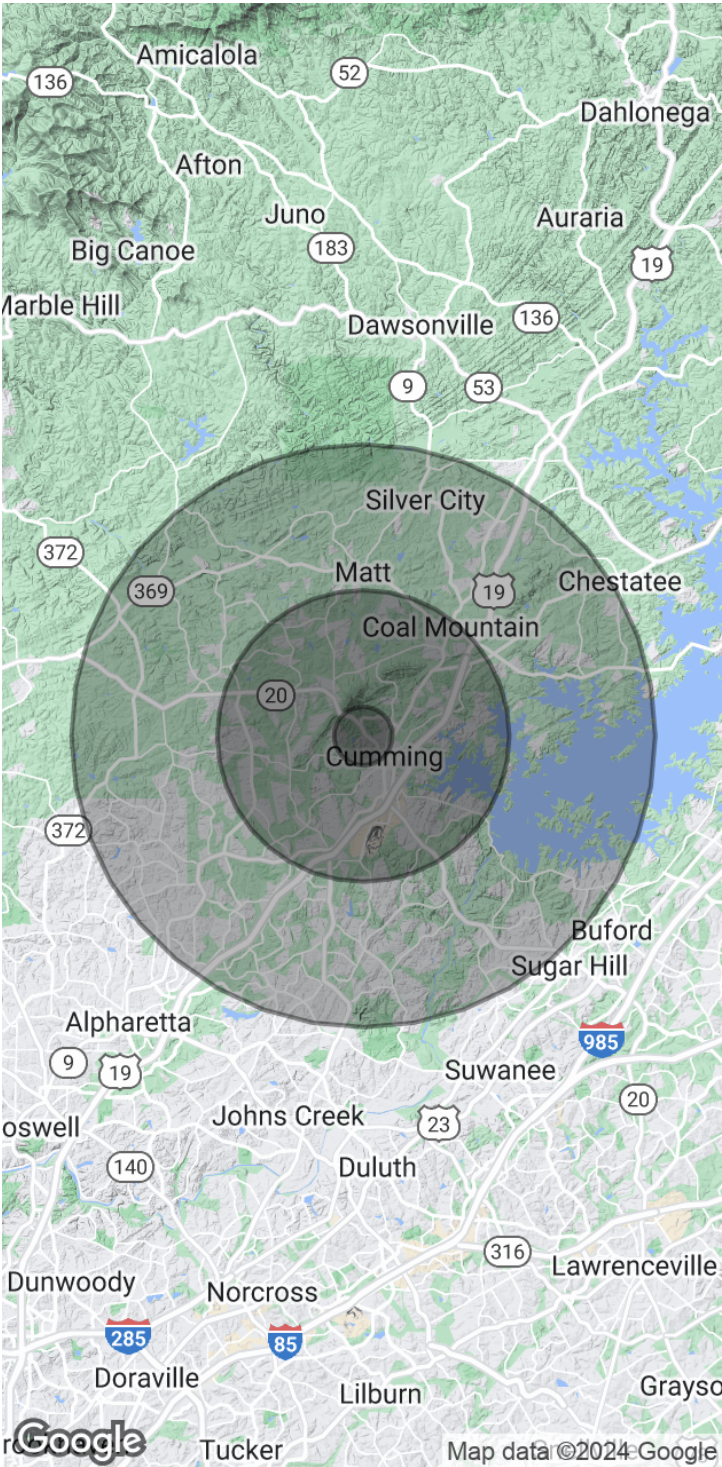 Amicalola
52
136
Dahlonega
Afton
Juno
Auraria
183
Big Canoe
19
Marble Hill
136
Dawsonville
9
53
Silver City
372
Matt
Chestatee
369
19
Coal Mountain
20
Cumming
372
Buford
Sugar Hill
Alpharetta
985
9
19
Suwanee
20
Johns Creek
23
oswell
140
Duluth
316
Lawrenceville
Dunwoody
Norcross
285
85
Doraville
Lilburn
Grayso
Google
Tucker
Map data ©2024 Google